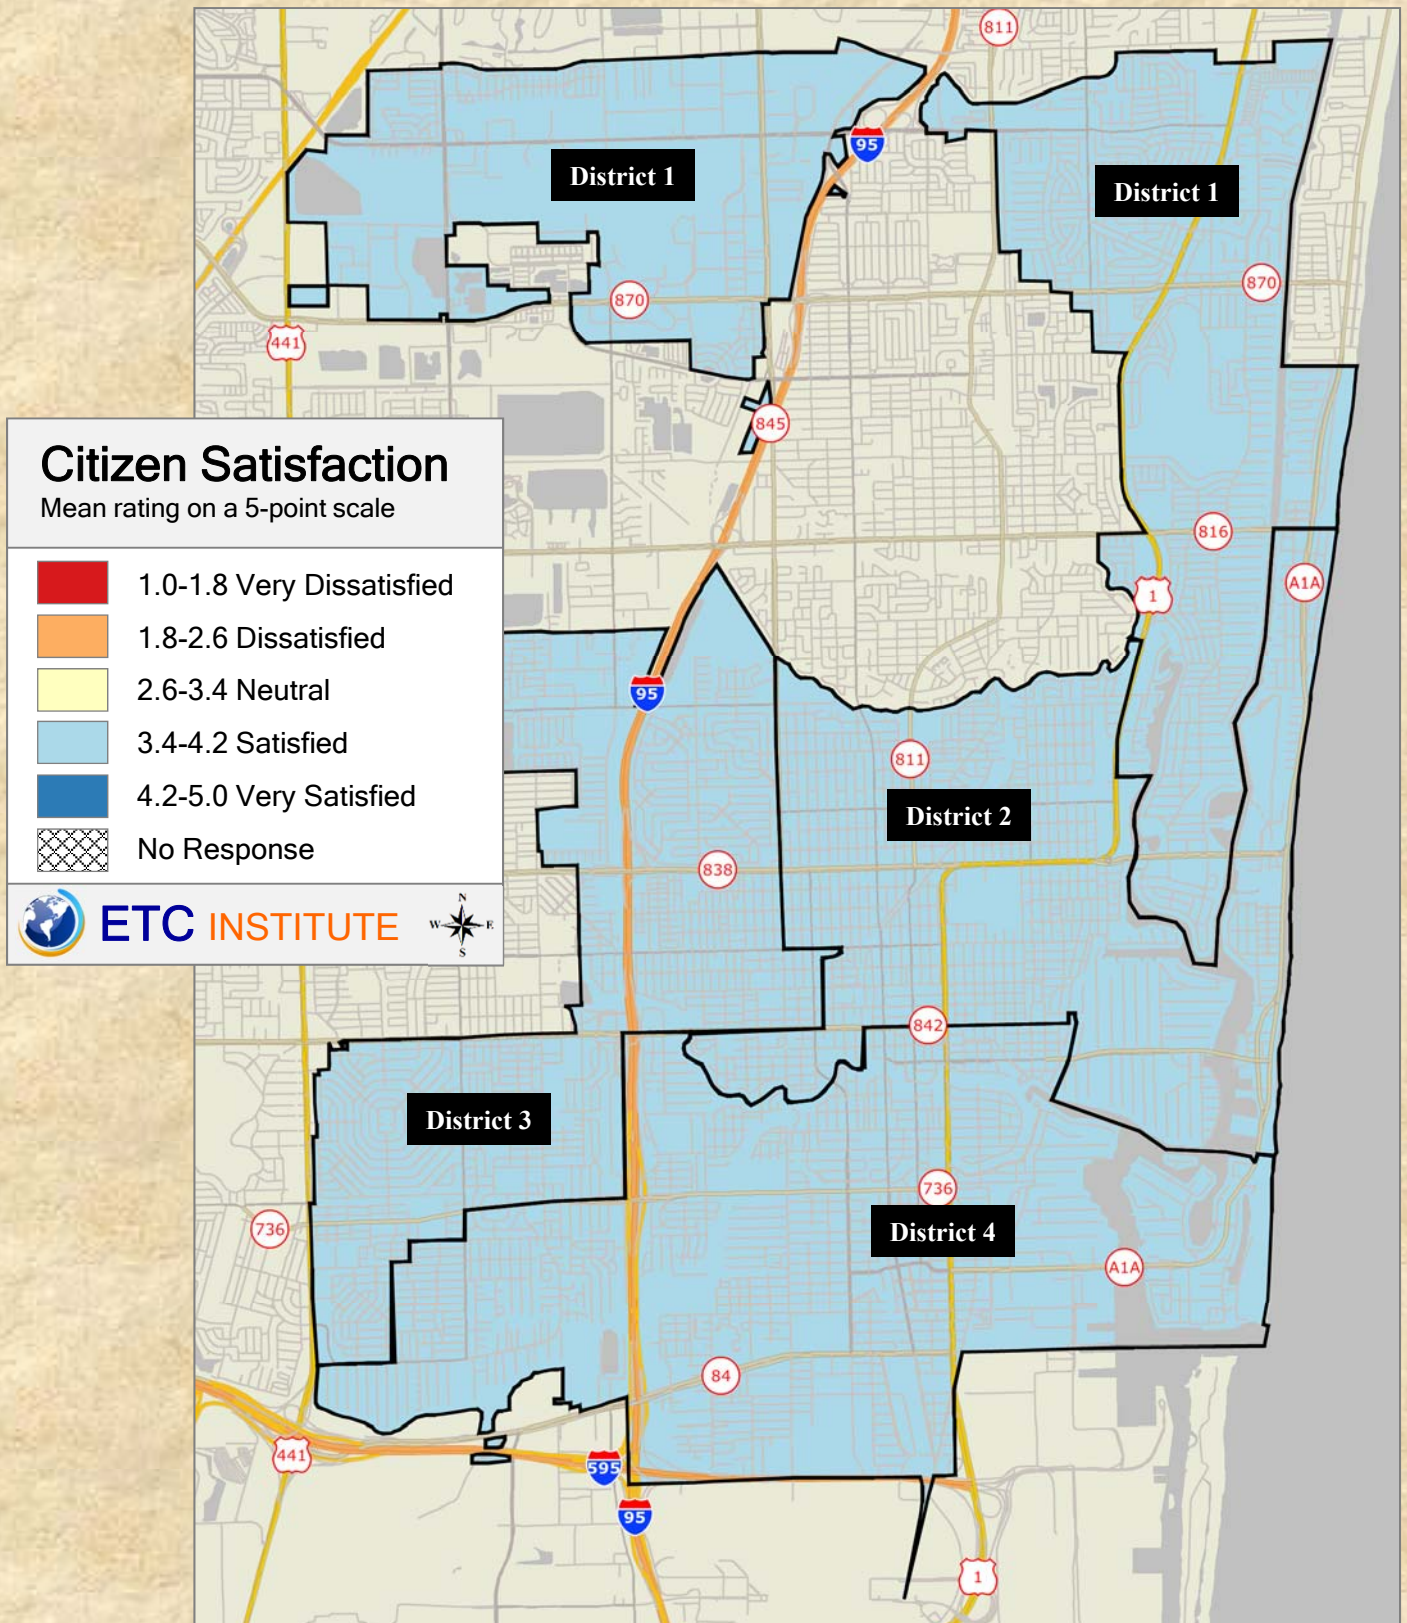 811
95
District 1
District 1
870
870
441
845
Citizen Satisfaction
Mean rating on a 5-point scale
1.0-1.8 Very Dissatisfied
1.8-2.6 Dissatisfied
2.6-3.4 Neutral
3.4-4.2 Satisfied
4.2-5.0 Very Satisfied
No Response
ETC INSTITUTE
N
W E
S
816
A1A
1
95
811
District 2
838
842
District 3
736
736
District 4
A1A
84
441
595
95
1